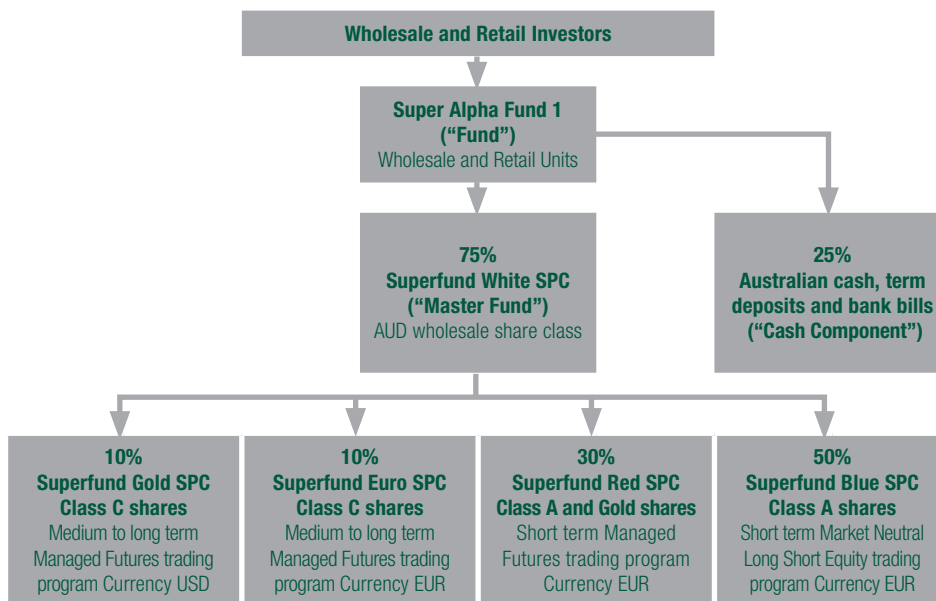 Wholesale and Retail Investors
Super Alpha Fund 1
(“Fund”)
Wholesale and Retail Units
75%
Superfund White SPC
(“Master Fund”)
AUD wholesale share class
25%
Australian cash, term
deposits and bank bills
(“Cash Component”)
10%
Superfund Gold SPC
Class C shares
Medium to long term
Managed Futures trading
program Currency USD
10%
Superfund Euro SPC
Class C shares
Medium to long term
Managed Futures trading
program Currency EUR
30%
Superfund Red SPC
Class A and Gold shares
Short term Managed
Futures trading program
Currency EUR
50%
Superfund Blue SPC
Class A shares
Short term Market Neutral
Long Short Equity trading
program Currency EUR